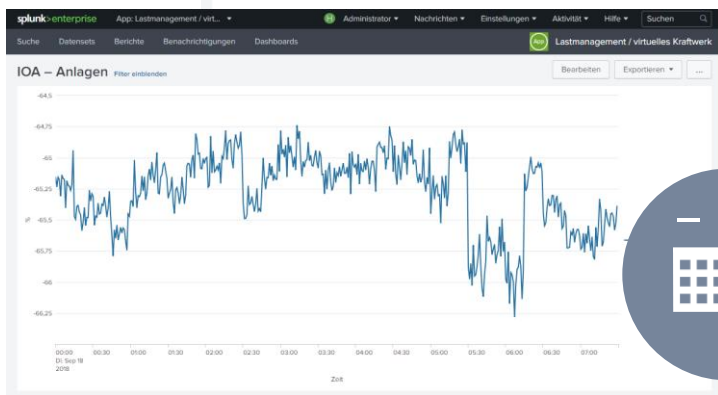 splunk>enterprise App: Lastmanagement / virt... Administrator Nachrichten Einstellungen Aktivität Hilfe Suchen
Suche Datensets Berichte Benachrichtigungen Dashboards App Lastmanagement / virtuelles Kraftwerk
IOA – Anlagen Filter einblenden Bearbeiten Exportieren ...
-64,5
-64,75
-65
-65,25
-65,5
%
-65,75
-66
-66,25
00:00 00:30 01:00 01:30 02:00 02:30 03:00 03:30 04:00 04:30 05:00 05:30 06:00 06:30 07:00
Di. Sep 18
2018
Zeit